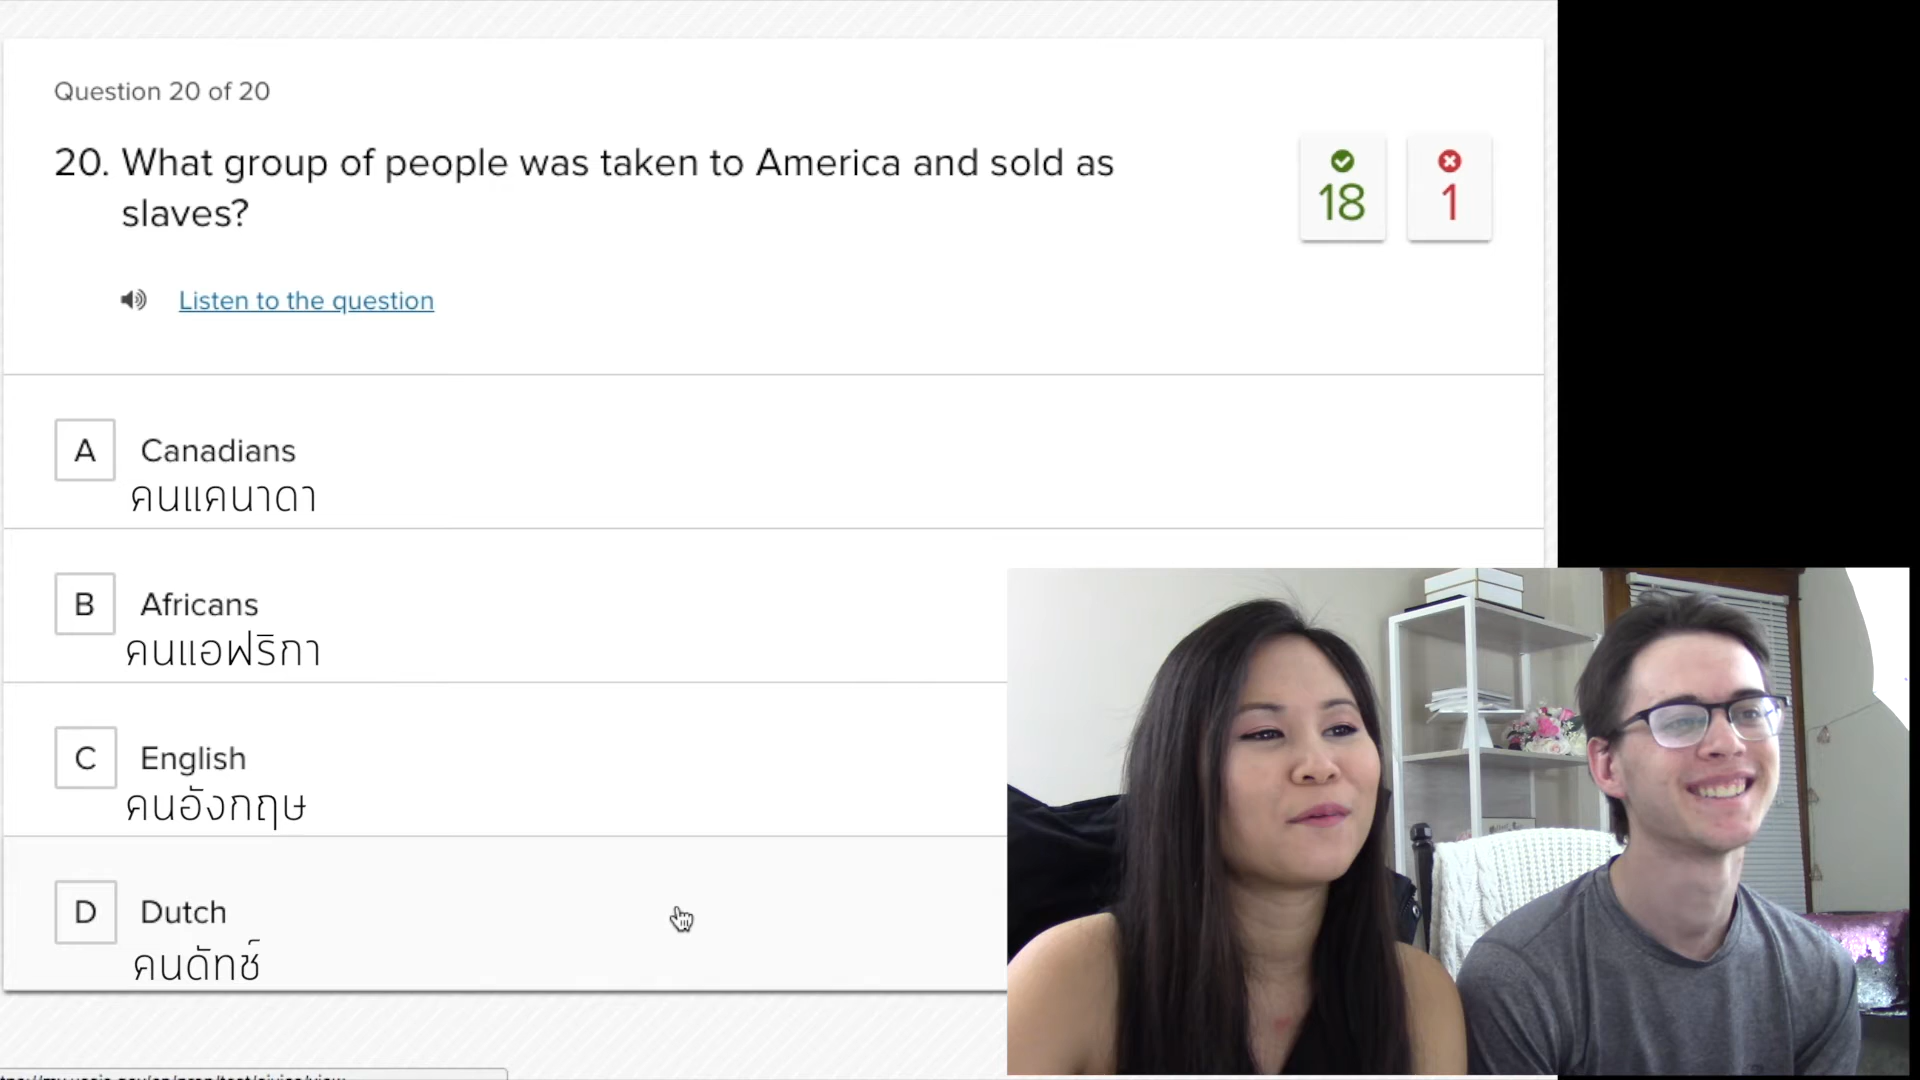 Question 20 of 20
20. What group of people was taken to America and sold as
slaves?
18
1
Listen to the question
A Canadians
คนแคนาดา
B Africans
คนแอฟริกา
C English
คนอังกฤษ
D Dutch
คนดัทช์